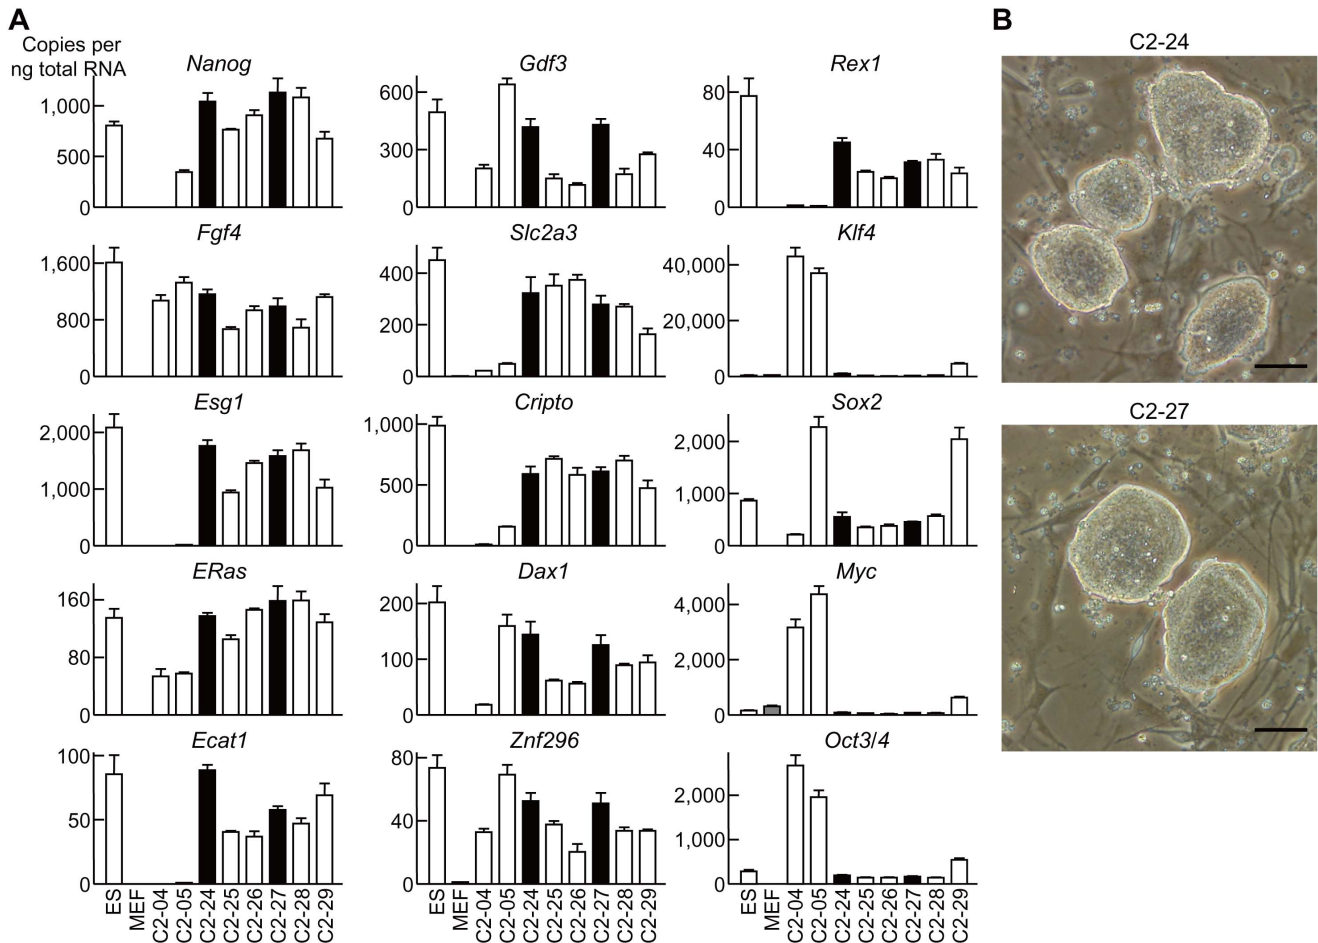 A
Copies per
ng total RNA
Nanog
1,000
500
0
Gdf3
600
300
0
Rex1
80
40
0
Fgf4
1,600
800
0
Slc2a3
400
200
0
Klf4
40,000
20,000
0
Esg1
2,000
1,000
0
Cripto
1,000
500
0
Sox2
2,000
1,000
0
ERas
160
80
0
Dax1
200
100
0
Myc
4,000
2,000
0
Ecat1
100
50
0
Znf296
80
40
0
Oct3/4
2,000
1,000
0
ES
MEF
C2-04
C2-05
C2-24
C2-25
C2-26
C2-27
C2-28
C2-29
ES
MEF
C2-04
C2-05
C2-24
C2-25
C2-26
C2-27
C2-28
C2-29
ES
MEF
C2-04
C2-05
C2-24
C2-25
C2-26
C2-27
C2-28
C2-29
B
C2-24
C2-27